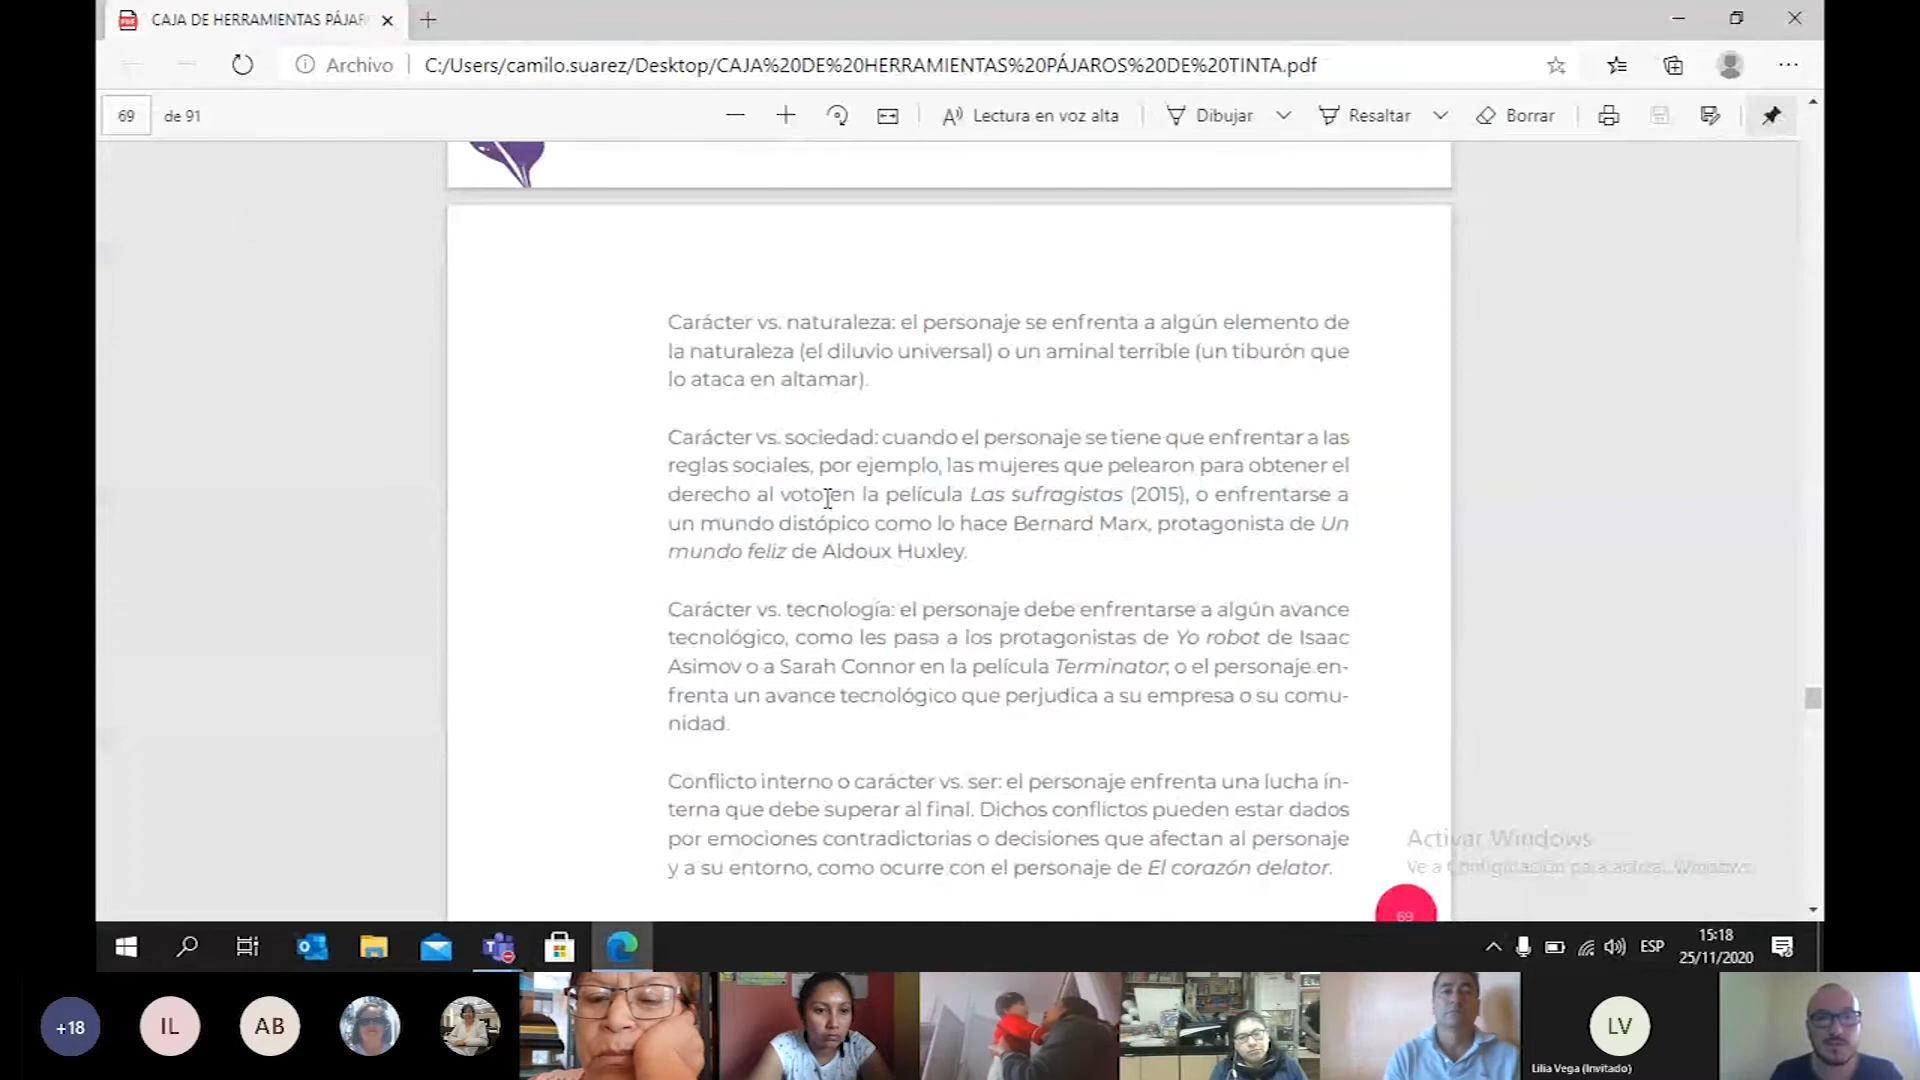 CAJA DE HERRAMIENTAS PÁJAR
Archivo
C:/Users/camilo.suarez/Desktop/CAJA%20DE%20HERRAMIENTAS%20PÁJAROS%20DE%20TINTA.pdf
69 de 91
Lectura en voz alta
Dibujar
Resaltar
Borrar
Carácter vs. naturaleza: el personaje se enfrenta a algún elemento de
la naturaleza (el diluvio universal) o un aminal terrible (un tiburón que
lo ataca en altamar).
Carácter vs. sociedad: cuando el personaje se tiene que enfrentar a las
reglas sociales, por ejemplo, las mujeres que pelearon para obtener el
derecho al voto en la película Las sufragistas (2015), o enfrentarse a
un mundo distópico como lo hace Bernard Marx, protagonista de Un
mundo feliz de Aldoux Huxley.
Carácter vs. tecnología: el personaje debe enfrentarse a algún avance
tecnológico, como les pasa a los protagonistas de Yo robot de Isaac
Asimov o a Sarah Connor en la película Terminator; o el personaje en-
frenta un avance tecnológico que perjudica a su empresa o su comu-
nidad.
Conflicto interno o carácter vs. ser: el personaje enfrenta una lucha in-
terna que debe superar al final. Dichos conflictos pueden estar dados
por emociones contradictorias o decisiones que afectan al personaje
y a su entorno, como ocurre con el personaje de El corazón delator.
Activar Windows
Ve a Configuración para activar Windows.
69
ESP
15:18
25/11/2020
+18
IL
AB
LV
Lilia Vega (Invitado)